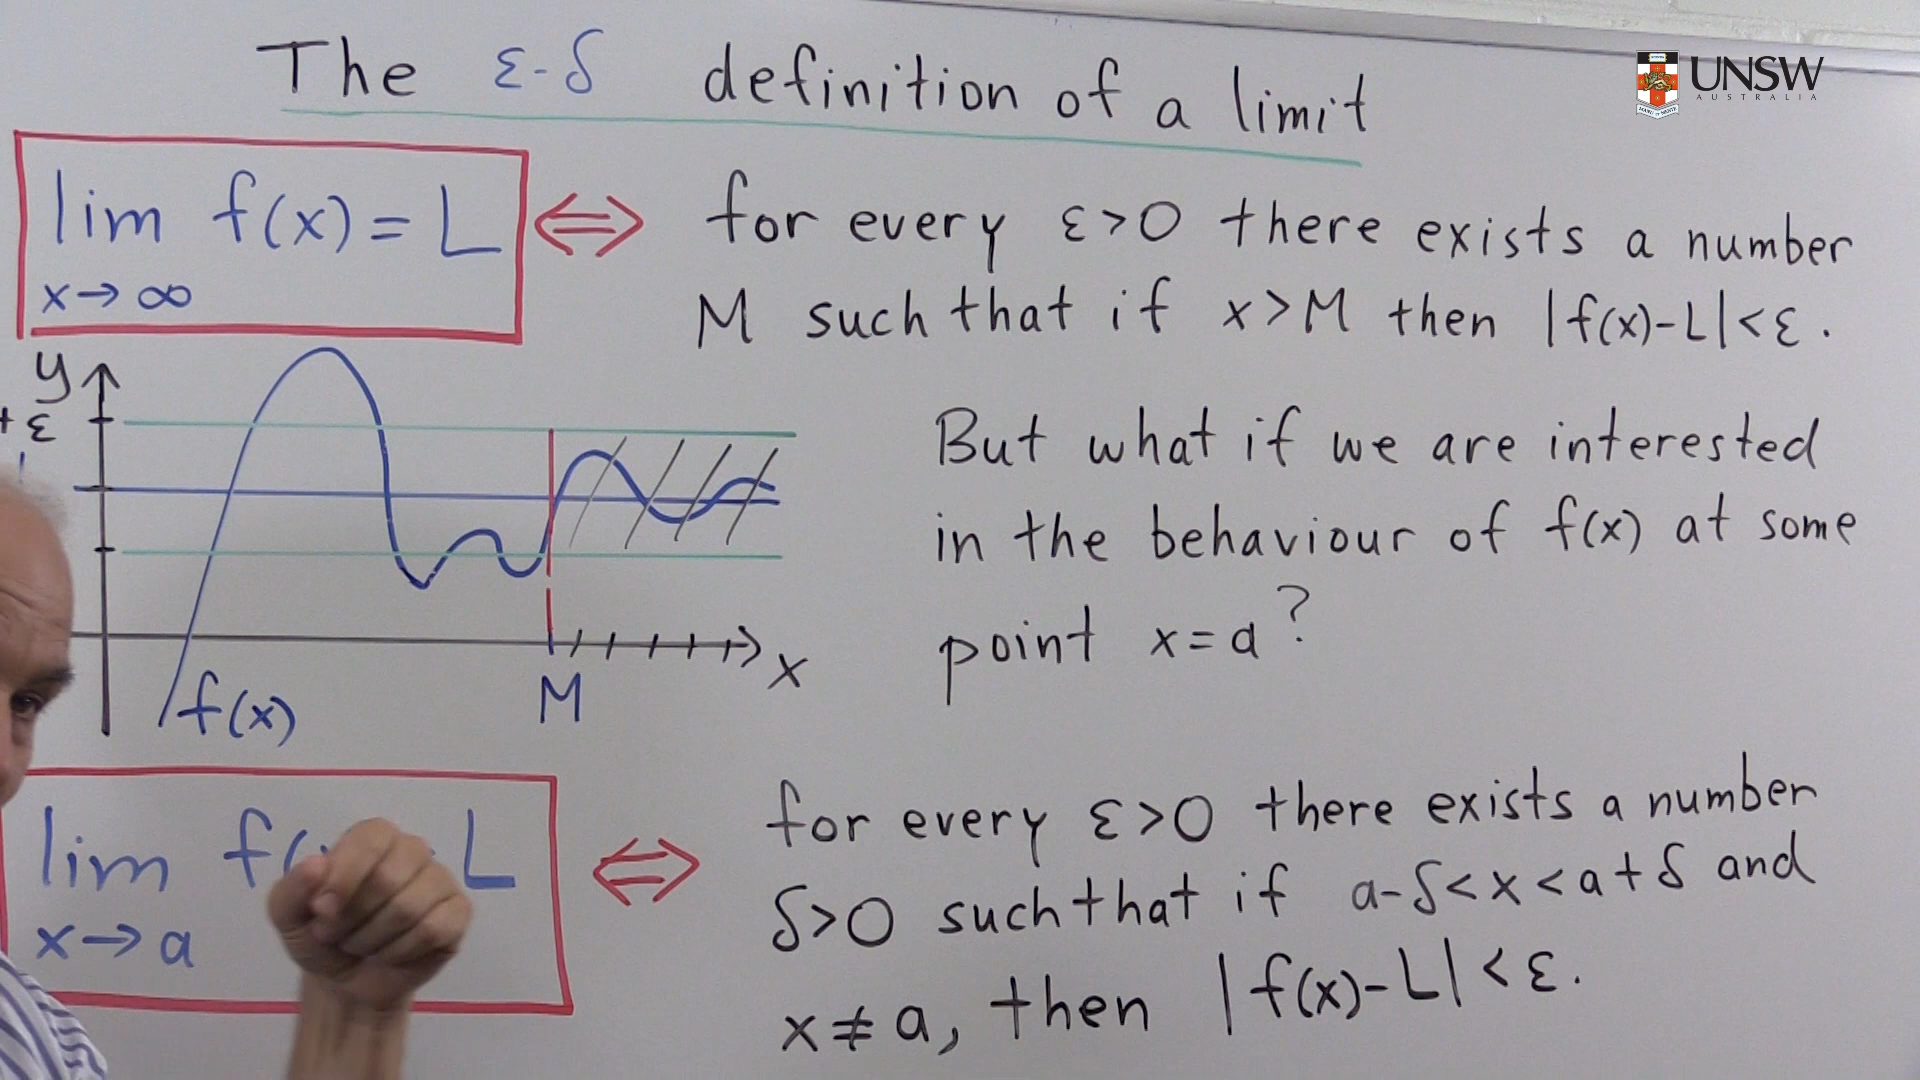 The ε-δ definition of a limit
UNSW
AUSTRALIA
lim f(x) = L ⇔ for every ε>0 there exists a number
x→∞
M such that if x>M then |f(x)-L|<ε.
y
+ε
But what if we are interested
in the behaviour of f(x) at some
point x=a?
x
M
f(x)
lim f( L ⇔ for every ε>0 there exists a number
x→a
δ>0 such that if a-δ<x<a+δ and
x≠a, then |f(x)-L|<ε.